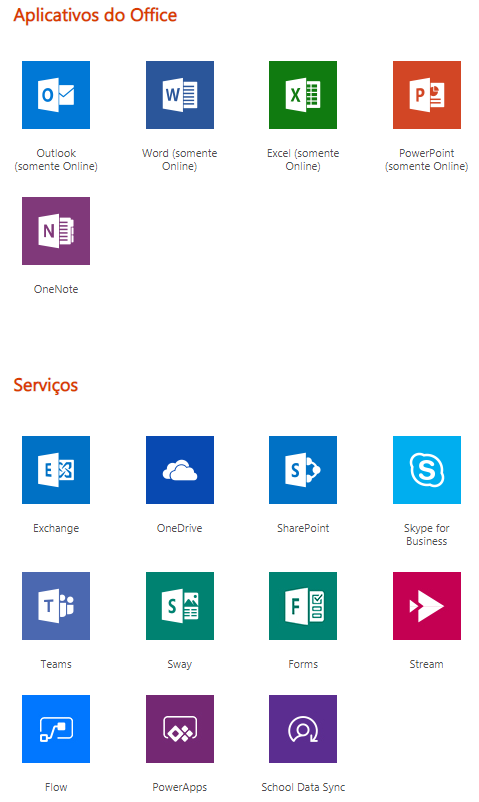 Aplicativos do Office
O
W
X
P
Outlook
(somente Online)
Word (somente
Online)
Excel (somente
Online)
PowerPoint
(somente Online)
N
OneNote
Serviços
E
S
S
Exchange
OneDrive
SharePoint
Skype for
Business
T
S
F
Teams
Sway
Forms
Stream
Flow
PowerApps
School Data Sync